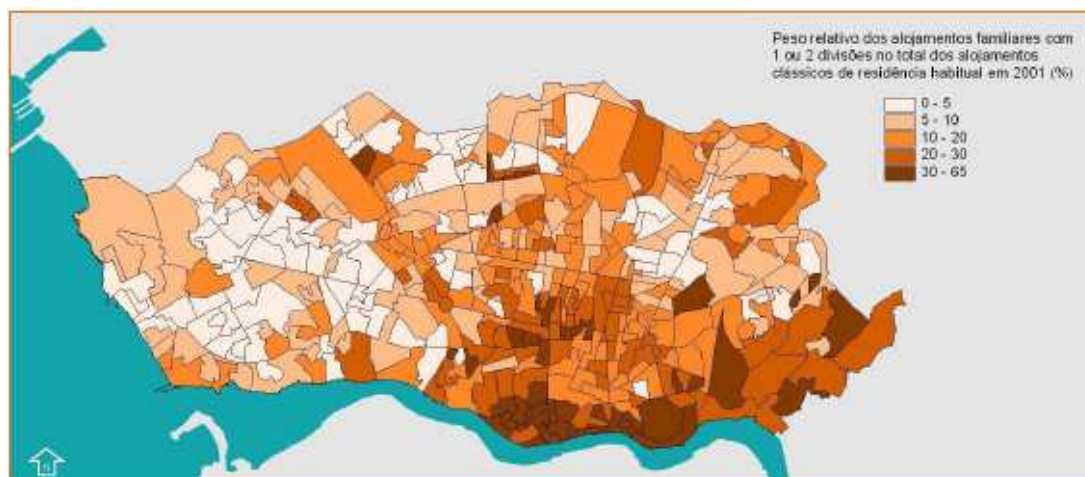 Peso relativo dos alojamentos familiares com
1 ou 2 divisões no total dos alojamentos
clássicos de residência habitual em 2001 (%)
0 - 5
5 - 10
10 - 20
20 - 30
30 - 65